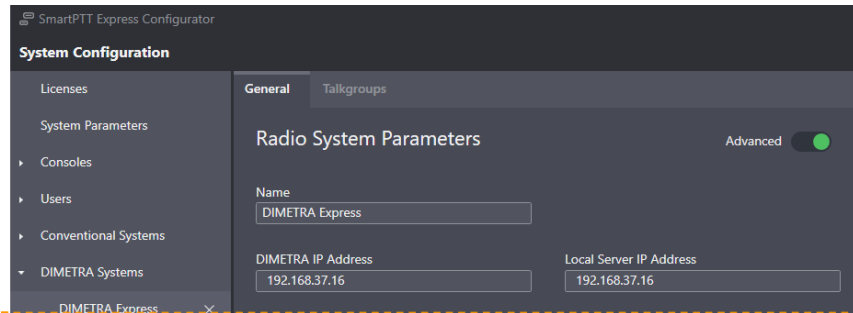 SmartPTT Express Configurator
System Configuration
Licenses
System Parameters
Consoles
Users
Conventional Systems
DIMETRA Systems
DIMETRA Express
General Talkgroups
Radio System Parameters
Advanced
Name
DIMETRA Express
DIMETRA IP Address
192.168.37.16
Local Server IP Address
192.168.37.16